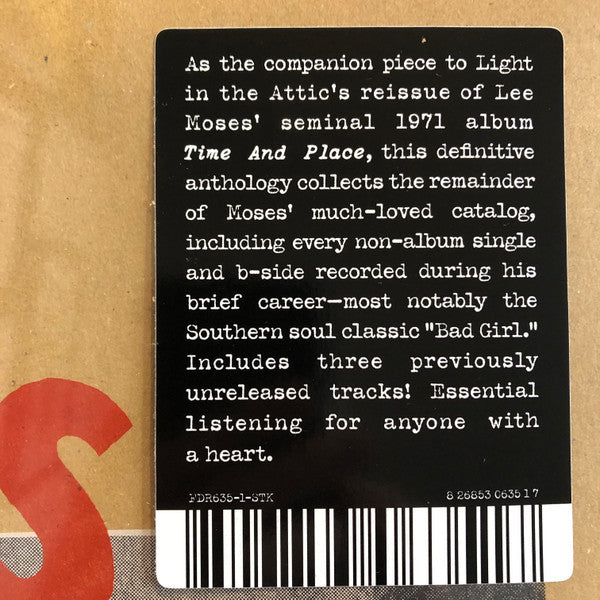 As the companion piece to Light
in the Attic's reissue of Lee
Moses' seminal 1971 album
Time And Place, this definitive
anthology collects the remainder
of Moses' much-loved catalog,
including every non-album single
and b-side recorded during his
brief career—most notably the
Southern soul classic "Bad Girl."
Includes three previously
unreleased tracks! Essential
listening for anyone with
a heart.
FDR635-1-STK 8 26853 06351 7
S